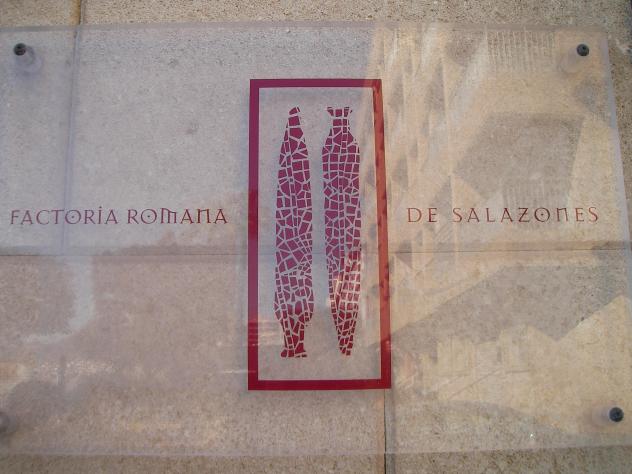 FACTORÍA ROMANA DE SALAZONES